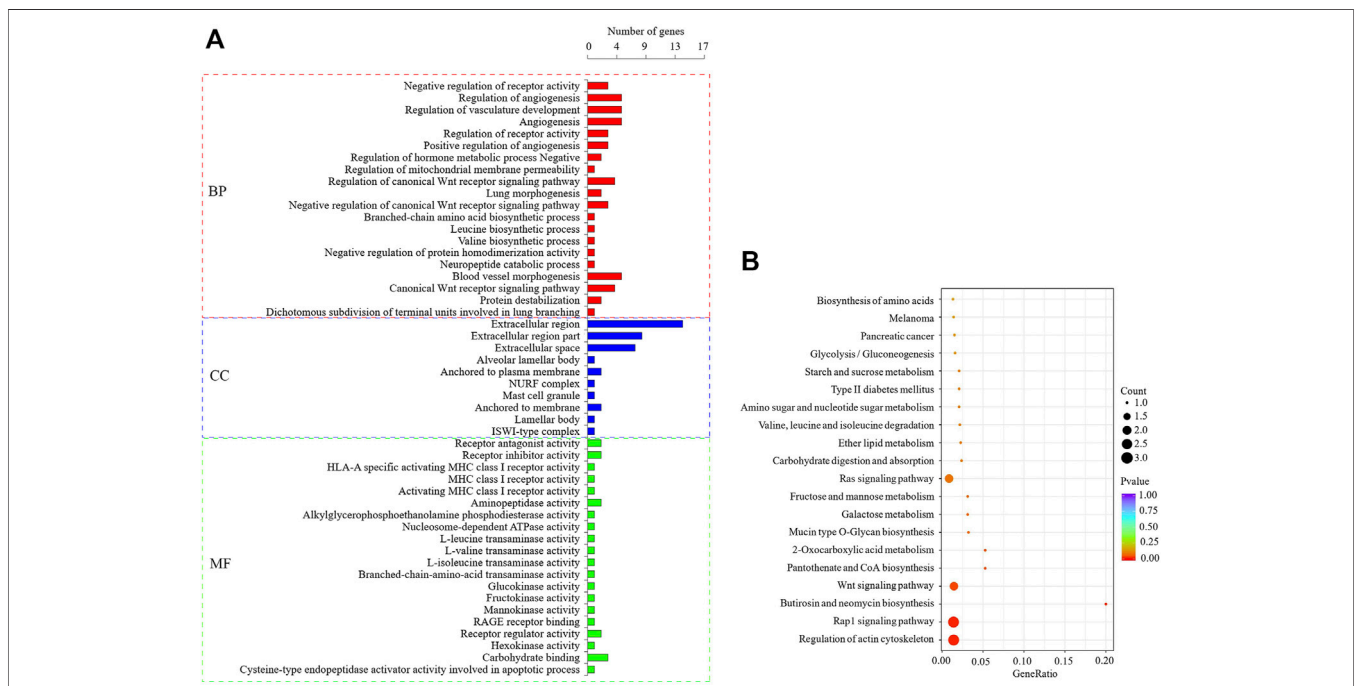 A
Number of genes
0 4 9 13 17
BP
Negative regulation of receptor activity
Regulation of angiogenesis
Regulation of vasculature development
Angiogenesis
Regulation of receptor activity
Positive regulation of angiogenesis
Regulation of hormone metabolic process Negative
Regulation of mitochondrial membrane permeability
Regulation of canonical Wnt receptor signaling pathway
Lung morphogenesis
Negative regulation of canonical Wnt receptor signaling pathway
Branched-chain amino acid biosynthetic process
Leucine biosynthetic process
Valine biosynthetic process
Negative regulation of protein homodimerization activity
Neuropeptide catabolic process
Blood vessel morphogenesis
Canonical Wnt receptor signaling pathway
Protein destabilization
Dichotomous subdivision of terminal units involved in lung branching
CC
Extracellular region
Extracellular region part
Extracellular space
Alveolar lamellar body
Anchored to plasma membrane
NURF complex
Mast cell granule
Anchored to membrane
Lamellar body
ISWI-type complex
MF
Receptor antagonist activity
Receptor inhibitor activity
HLA-A specific activating MHC class I receptor activity
MHC class I receptor activity
Activating MHC class I receptor activity
Aminopeptidase activity
Alkylglycerophosphoethanolamine phosphodiesterase activity
Nucleosome-dependent ATPase activity
L-leucine transaminase activity
L-valine transaminase activity
L-isoleucine transaminase activity
Branched-chain-amino-acid transaminase activity
Glucokinase activity
Fructokinase activity
Mannokinase activity
RAGE receptor binding
Receptor regulator activity
Hexokinase activity
Carbohydrate binding
Cysteine-type endopeptidase activator activity involved in apoptotic process
B
Biosynthesis of amino acids
Melanoma
Pancreatic cancer
Glycolysis / Gluconeogenesis
Starch and sucrose metabolism
Type II diabetes mellitus
Amino sugar and nucleotide sugar metabolism
Valine, leucine and isoleucine degradation
Ether lipid metabolism
Carbohydrate digestion and absorption
Ras signaling pathway
Fructose and mannose metabolism
Galactose metabolism
Mucin type O-Glycan biosynthesis
2-Oxocarboxylic acid metabolism
Pantothenate and CoA biosynthesis
Wnt signaling pathway
Butirosin and neomycin biosynthesis
Rap1 signaling pathway
Regulation of actin cytoskeleton
0.00 0.05 0.10 0.15 0.20
GeneRatio
Count
1.0
1.5
2.0
2.5
3.0
Pvalue
1.00
0.75
0.50
0.25
0.00